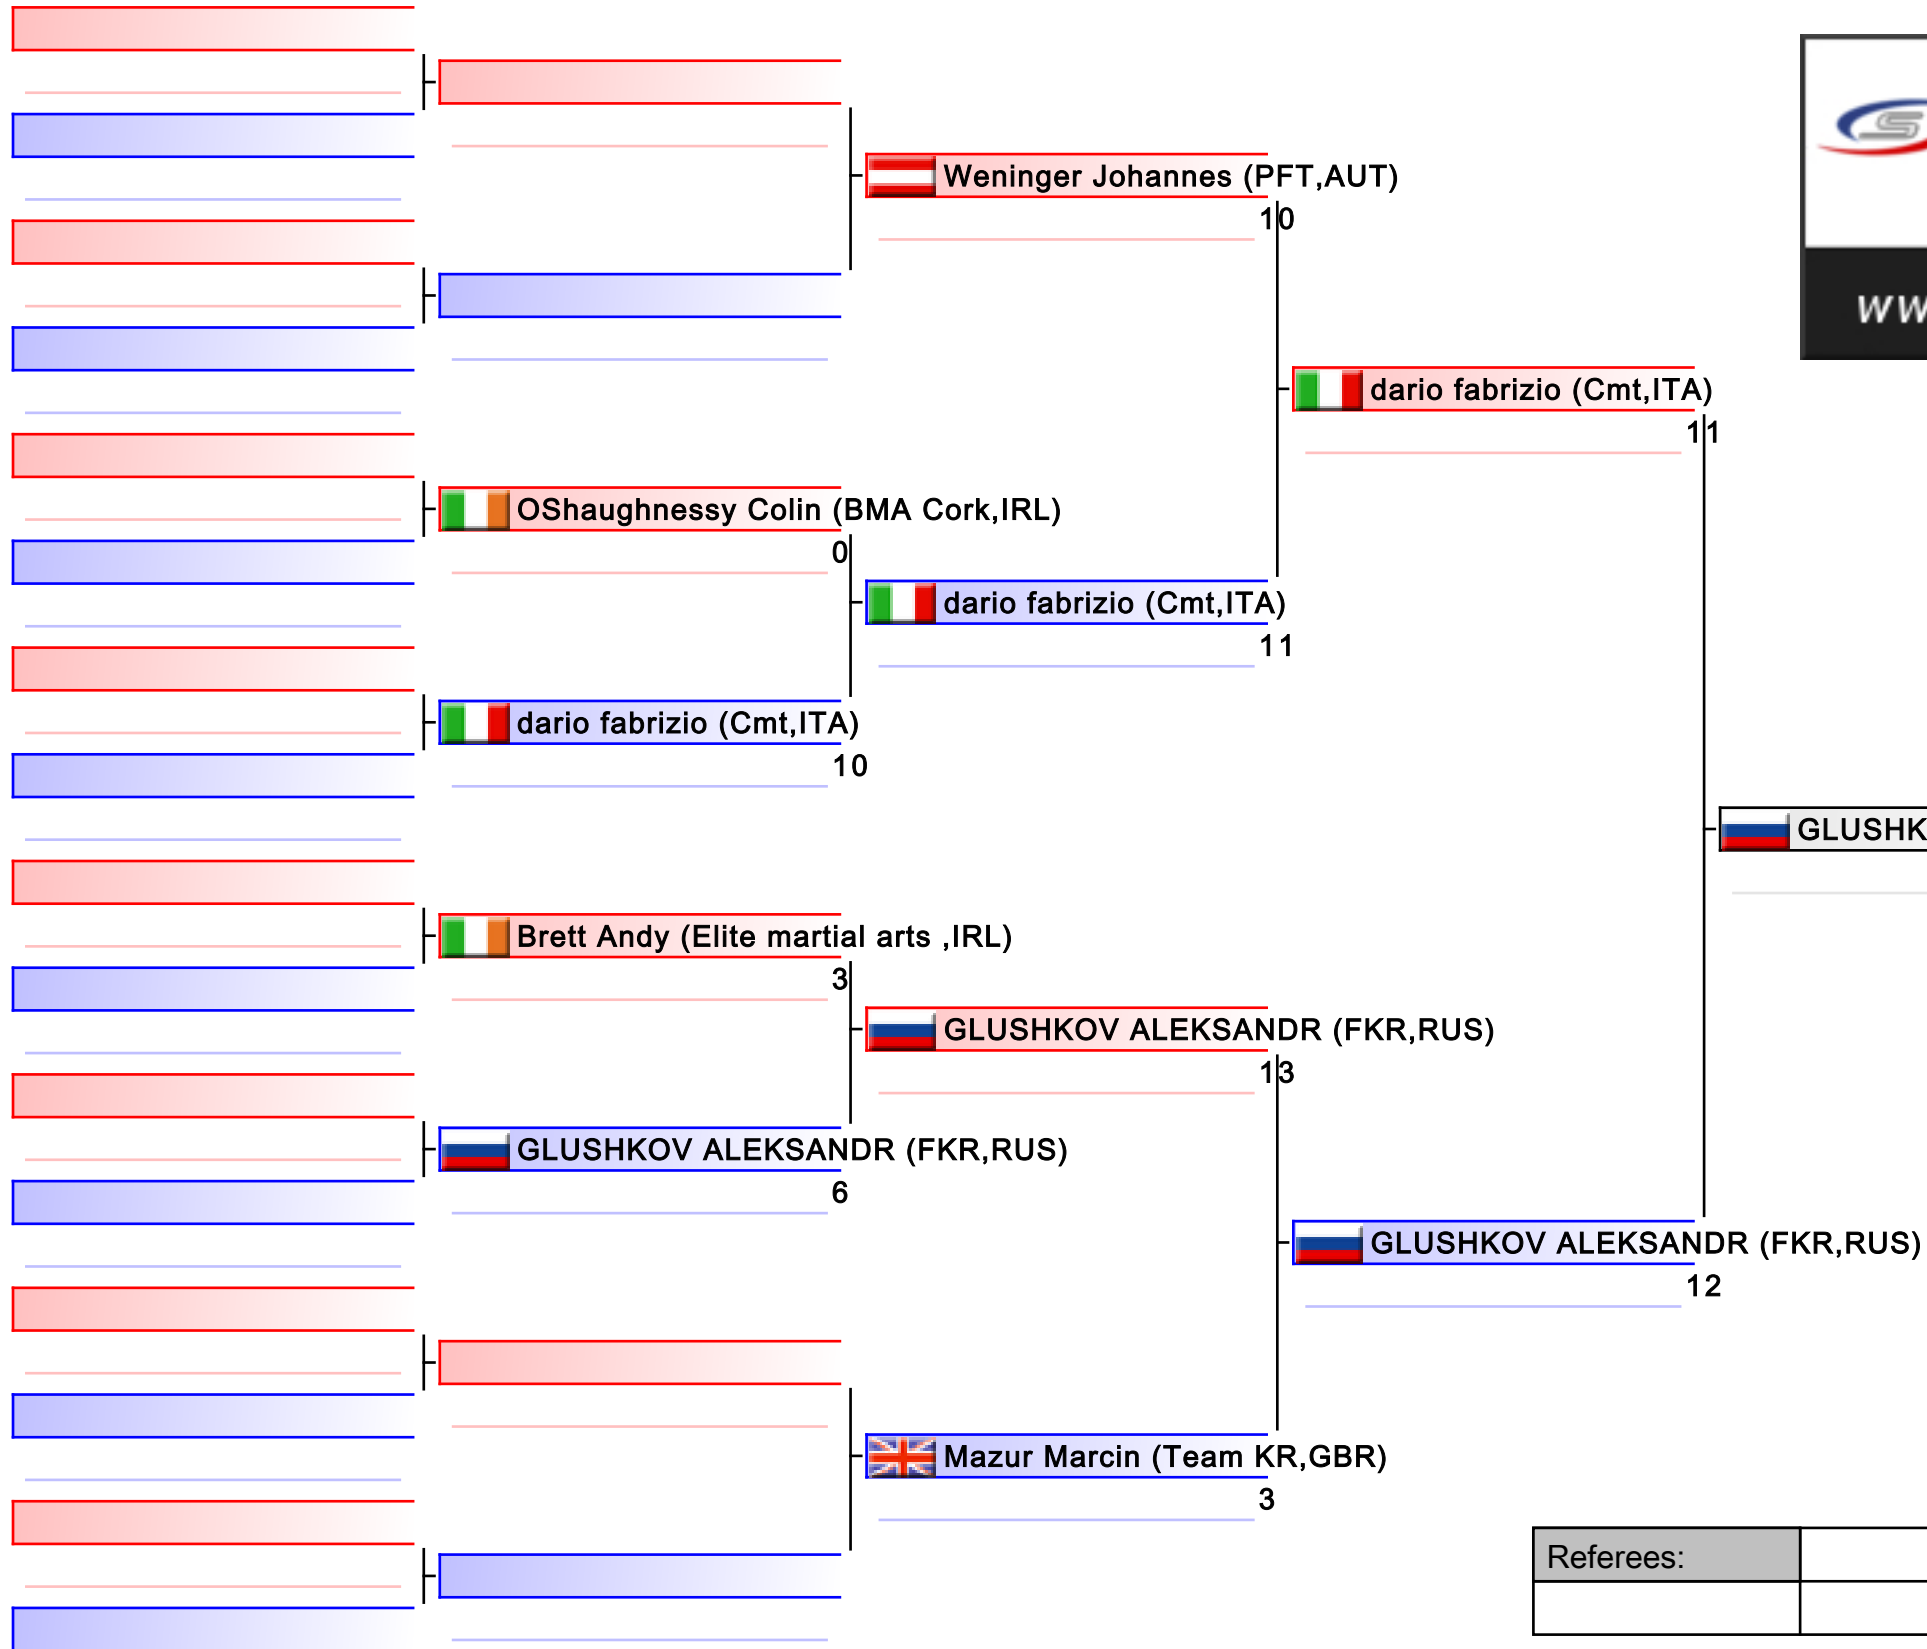 Weninger Johannes (PFT,AUT)
10
dario fabrizio (Cmt,ITA)
11
OShaughnessy Colin (BMA Cork,IRL)
0
dario fabrizio (Cmt,ITA)
11
dario fabrizio (Cmt,ITA)
10
GLUSHK
Brett Andy (Elite martial arts ,IRL)
3
GLUSHKOV ALEKSANDR (FKR,RUS)
13
GLUSHKOV ALEKSANDR (FKR,RUS)
6
GLUSHKOV ALEKSANDR (FKR,RUS)
12
Mazur Marcin (Team KR,GBR)
3
Referees: